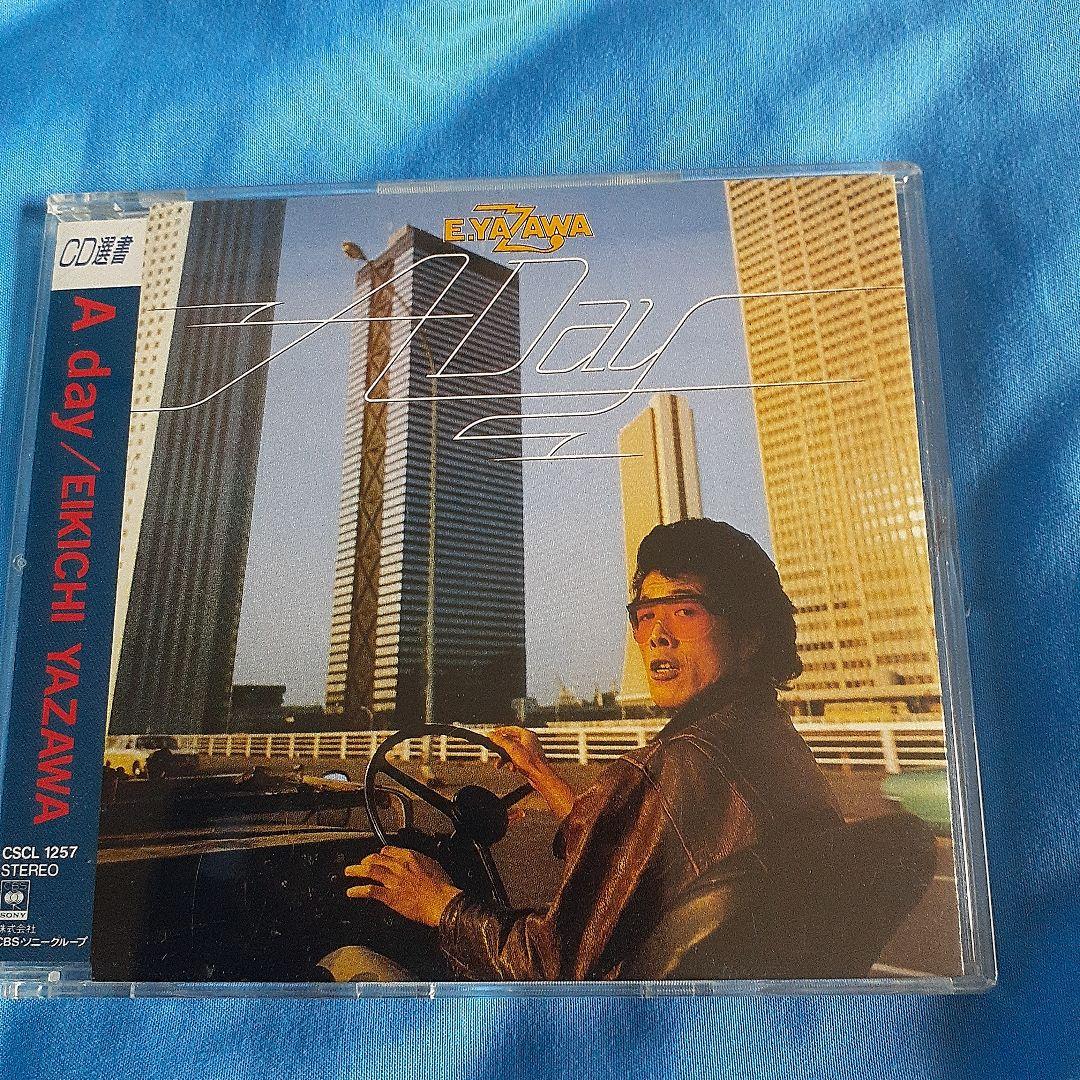 CD選書
A day/EIKICHI YAZAWA
CSCL 1257
STEREO
CBS
SONY
株式会社
CBS・ソニーグループ
E.YAZAWA
A Day